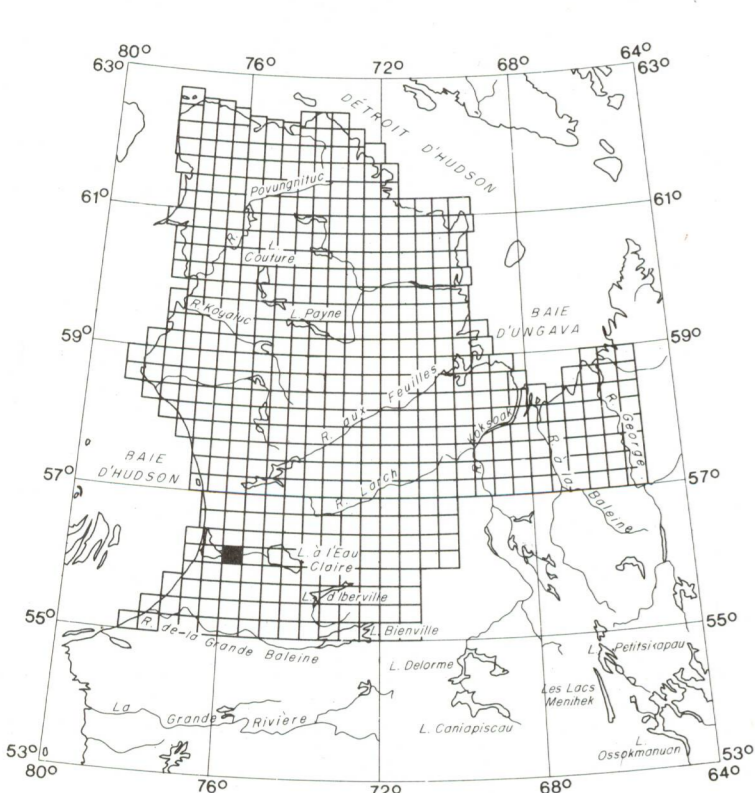 80° 76° 72° 68° 64°
63° 63°
DÉTROIT D'HUDSON
61° 61°
R. Povungnituc
L. Couture
R. Kogaluc
L. Payne
BAIE
D'UNGAVA
59° 59°
R. aux Feuilles
R. Koksoak
R. George
R. à la Baleine
BAIE
D'HUDSON
57° 57°
R. Larch
L. à l'Eau
Claire
L. d'Iberville
55° 55°
R. de-la Grande Baleine
L. Bienville
L. Petitsikapau
L. Delorme
Les Lacs
Menihek
La Grande Rivière
L. Caniapiscau
L.
Ossokmanuan
53° 53°
80° 76° 72° 68° 64°